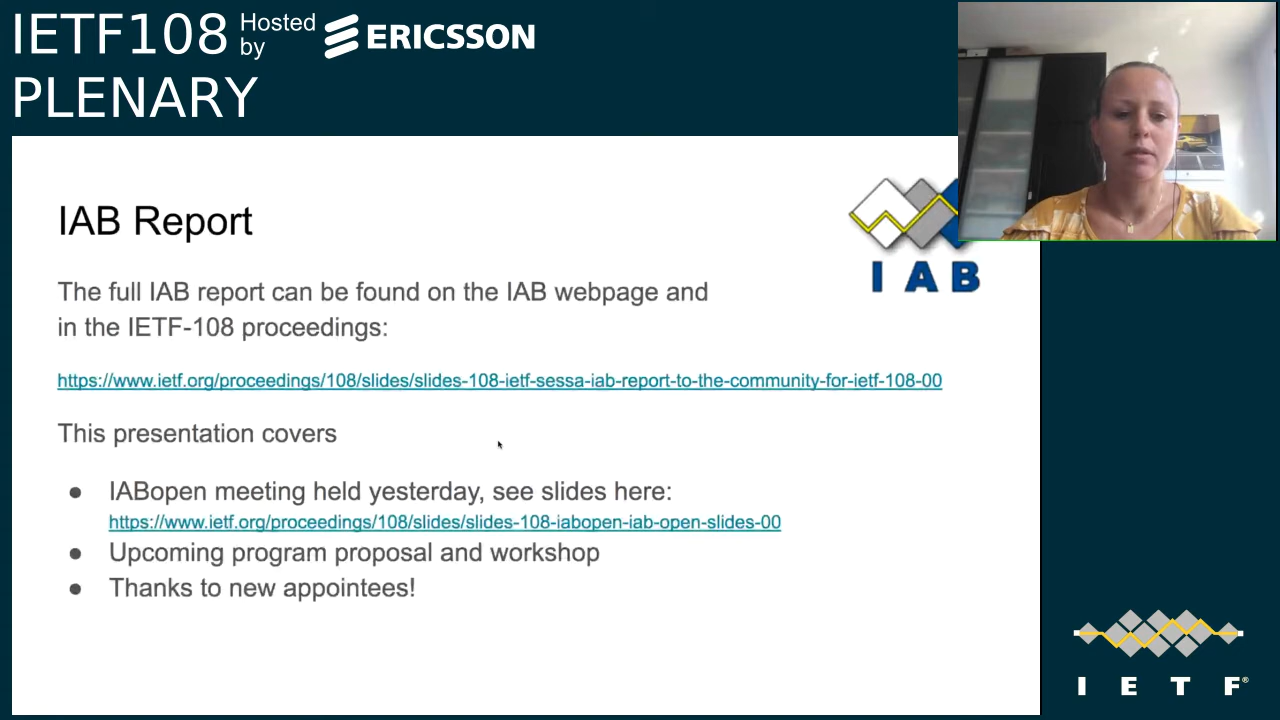 IETF108 Hosted by ERICSSON
PLENARY
IAB Report
I A B
The full IAB report can be found on the IAB webpage and
in the IETF-108 proceedings:
https://www.ietf.org/proceedings/108/slides/slides-108-ietf-sessa-iab-report-to-the-community-for-ietf-108-00
This presentation covers
● IABopen meeting held yesterday, see slides here:
https://www.ietf.org/proceedings/108/slides/slides-108-iabopen-iab-open-slides-00
● Upcoming program proposal and workshop
● Thanks to new appointees!
I E T F®